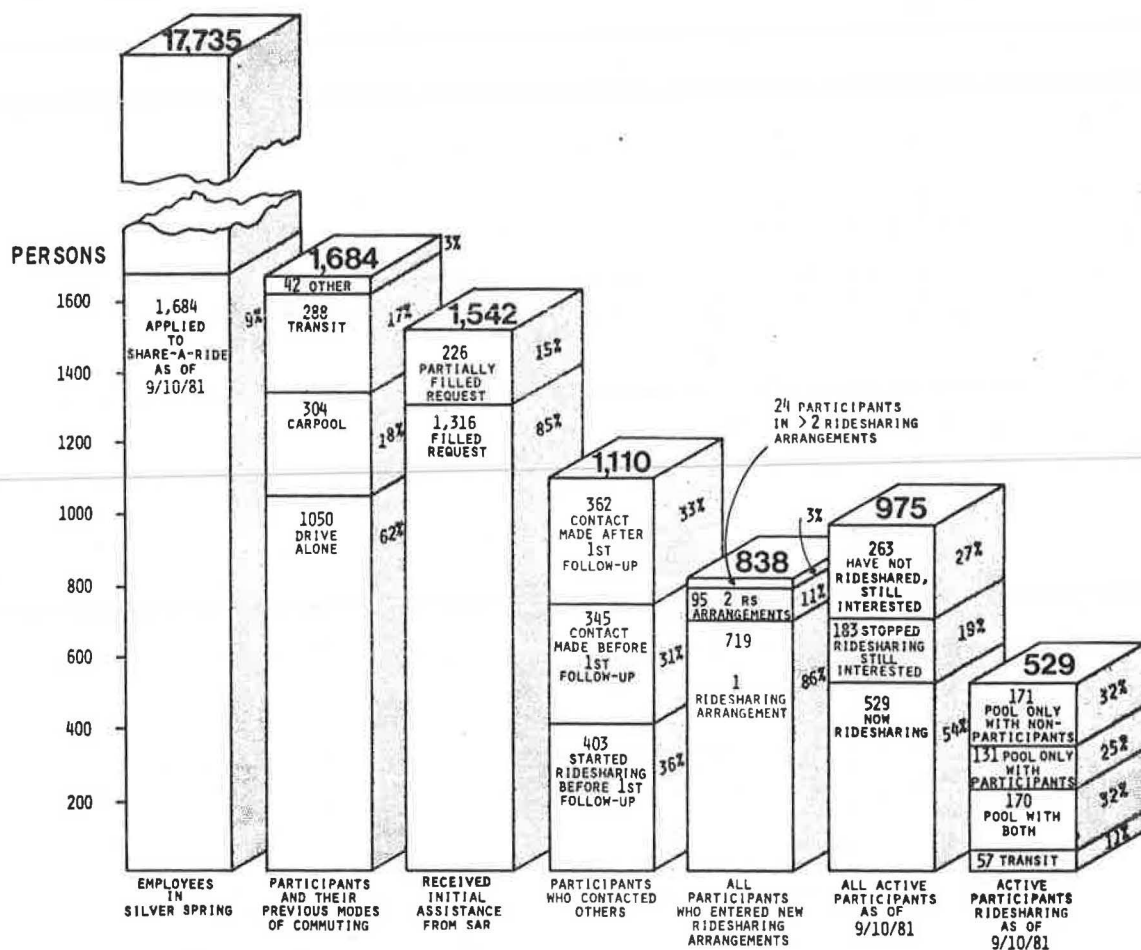 17,735
PERSONS
1600
1400
1200
1000
800
600
400
200
1,684
APPLIED
TO
SHARE-A-RIDE
AS OF
9/10/81
9%
EMPLOYEES
IN
SILVER SPRING
1,684
3%
42 OTHER
288
TRANSIT
17%
304
CARPOOL
18%
1050
DRIVE
ALONE
62%
PARTICIPANTS
AND THEIR
PREVIOUS MODES
OF COMMUTING
1,542
226
PARTIALLY
FILLED
REQUEST
15%
1,316
FILLED
REQUEST
85%
RECEIVED
INITIAL
ASSISTANCE
FROM SAR
1,110
362
CONTACT
MADE AFTER
1ST
FOLLOW-UP
33%
345
CONTACT
MADE BEFORE
1ST
FOLLOW-UP
31%
403
STARTED
RIDESHARING
BEFORE 1ST
FOLLOW-UP
36%
PARTICIPANTS
WHO CONTACTED
OTHERS
24 PARTICIPANTS
IN >2 RIDESHARING
ARRANGEMENTS
3%
838
95 2 RS
ARRANGEMENTS
11%
719
1
RIDESHARING
ARRANGEMENT
86%
ALL
PARTICIPANTS
WHO ENTERED NEW
RIDESHARING
ARRANGEMENTS
975
263
HAVE NOT
RIDESHARED,
STILL
INTERESTED
27%
183 STOPPED
RIDESHARING
STILL
INTERESTED
19%
529
NOW
RIDESHARING
54%
ALL ACTIVE
PARTICIPANTS
AS OF
9/10/81
529
171
POOL ONLY
WITH NON-
PARTICIPANTS
32%
131 POOL ONLY
WITH
PARTICIPANTS
25%
170
POOL WITH
BOTH
32%
57 TRANSIT
11%
ACTIVE
PARTICIPANTS
RIDESHARING
AS OF
9/10/81